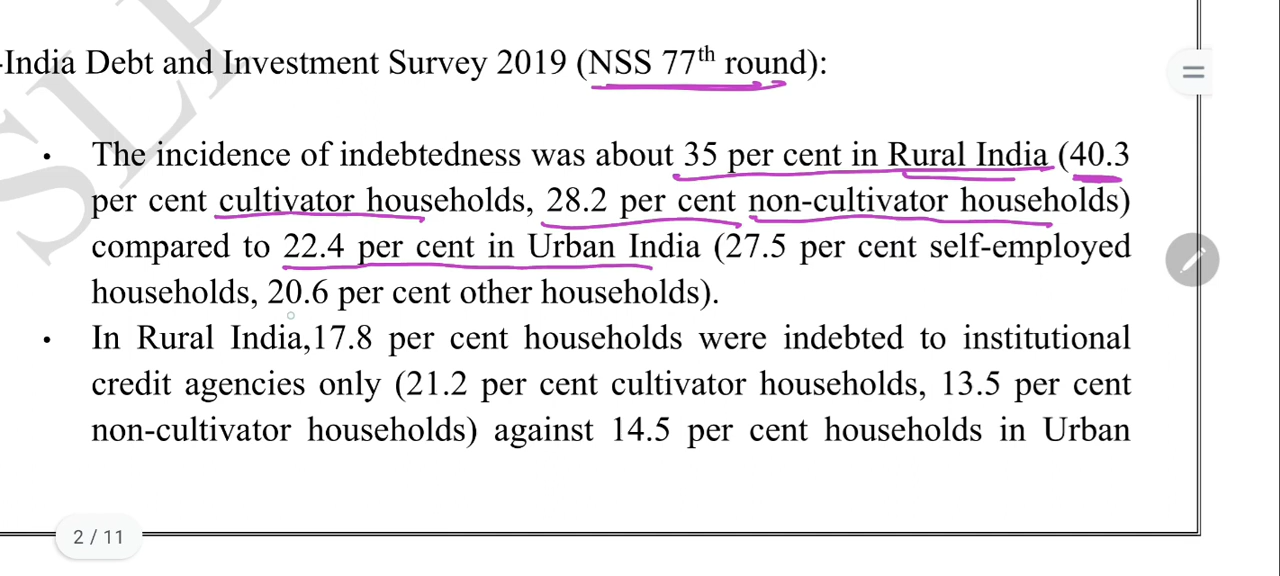 -India Debt and Investment Survey 2019 (NSS 77th round):
• The incidence of indebtedness was about 35 per cent in Rural India (40.3
per cent cultivator households, 28.2 per cent non-cultivator households)
compared to 22.4 per cent in Urban India (27.5 per cent self-employed
households, 20.6 per cent other households).
• In Rural India,17.8 per cent households were indebted to institutional
credit agencies only (21.2 per cent cultivator households, 13.5 per cent
non-cultivator households) against 14.5 per cent households in Urban
2 / 11